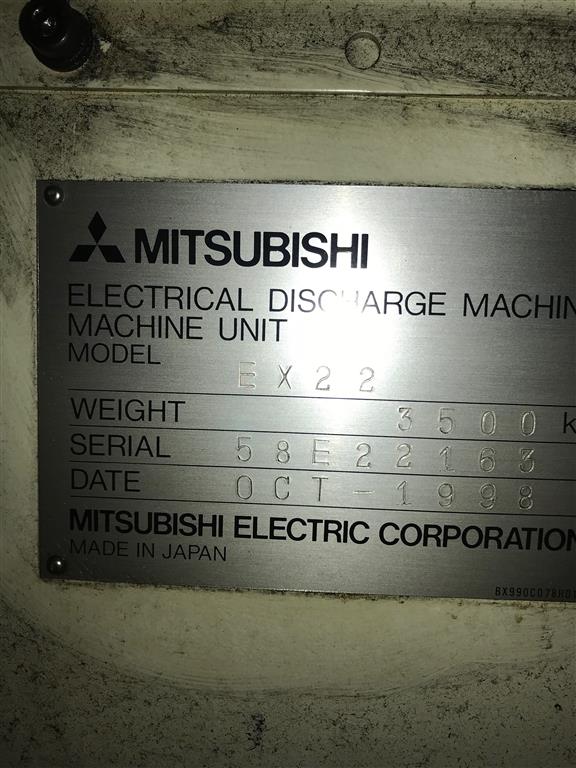 MITSUBISHI
ELECTRICAL DISCHARGE MACHIN
MACHINE UNIT
MODEL EX22
WEIGHT 3500 k
SERIAL 58E22163
DATE OCT-1998
MITSUBISHI ELECTRIC CORPORATION
MADE IN JAPAN
BX990C078H01